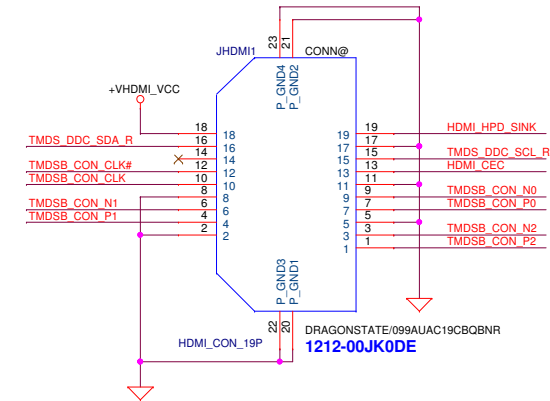 23
21
JHDMI1
CONN@
P_GND4
P_GND2
+VHDMI_VCC
18 18
19 19 HDMI_HPD_SINK
TMDS_DDC_SDA_R 16 16
17 17
14 14
15 15 TMDS_DDC_SCL_R
TMDSB_CON_CLK# 12 12
13 13 HDMI_CEC
TMDSB_CON_CLK 10 10
11 11
8 8
9 9 TMDSB_CON_N0
TMDSB_CON_N1 6 6
7 7 TMDSB_CON_P0
TMDSB_CON_P1 4 4
5 5
2 2
3 3 TMDSB_CON_N2
1 1 TMDSB_CON_P2
P_GND3
P_GND1
22
20
HDMI_CON_19P
DRAGONSTATE/099AUAC19CBQBNR
1212-00JK0DE